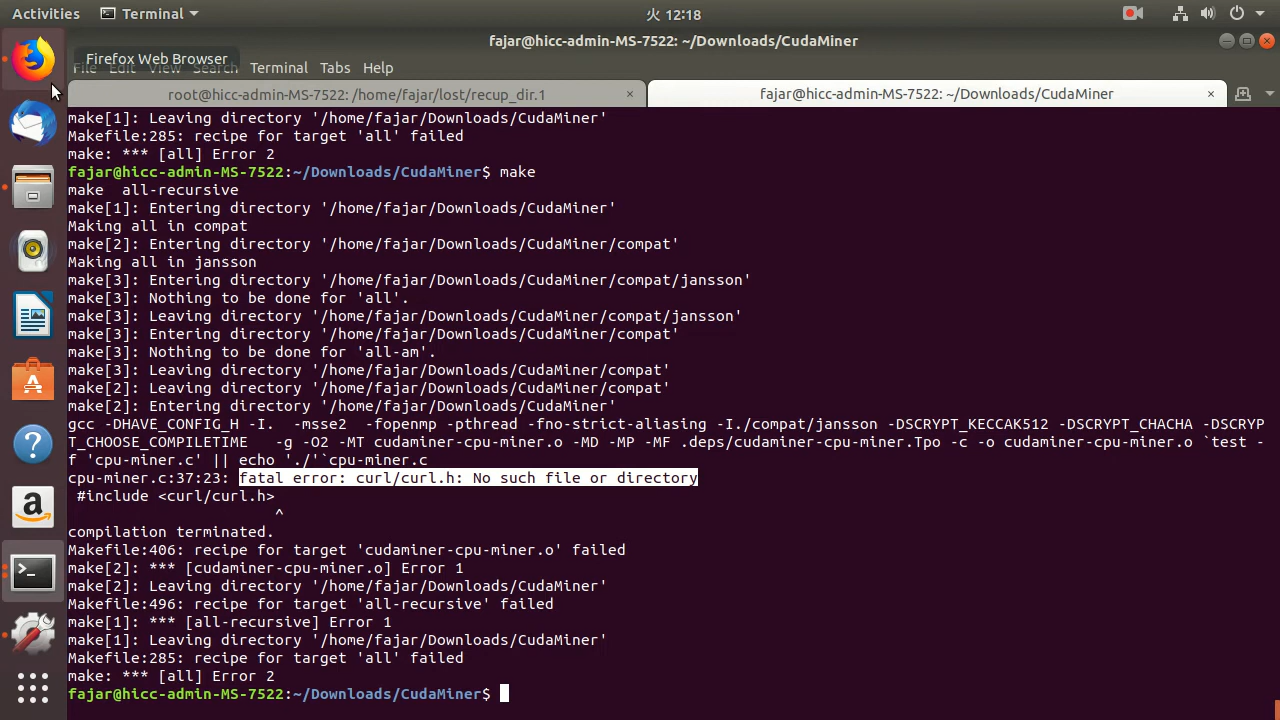 Activities Terminal 火 12:18
fajar@hicc-admin-MS-7522: ~/Downloads/CudaMiner
Firefox Web Browser
File Edit View Search Terminal Tabs Help
root@hicc-admin-MS-7522: /home/fajar/lost/recup_dir.1 × fajar@hicc-admin-MS-7522: ~/Downloads/CudaMiner ×
make[1]: Leaving directory '/home/fajar/Downloads/CudaMiner'
Makefile:285: recipe for target 'all' failed
make: *** [all] Error 2
fajar@hicc-admin-MS-7522:~/Downloads/CudaMiner$ make
make  all-recursive
make[1]: Entering directory '/home/fajar/Downloads/CudaMiner'
Making all in compat
make[2]: Entering directory '/home/fajar/Downloads/CudaMiner/compat'
Making all in jansson
make[3]: Entering directory '/home/fajar/Downloads/CudaMiner/compat/jansson'
make[3]: Nothing to be done for 'all'.
make[3]: Leaving directory '/home/fajar/Downloads/CudaMiner/compat/jansson'
make[3]: Entering directory '/home/fajar/Downloads/CudaMiner/compat'
make[3]: Nothing to be done for 'all-am'.
make[3]: Leaving directory '/home/fajar/Downloads/CudaMiner/compat'
make[2]: Leaving directory '/home/fajar/Downloads/CudaMiner/compat'
make[2]: Entering directory '/home/fajar/Downloads/CudaMiner'
gcc -DHAVE_CONFIG_H -I.  -msse2  -fopenmp -pthread -fno-strict-aliasing -I./compat/jansson -DSCRYPT_KECCAK512 -DSCRYPT_CHACHA -DSCRYP
T_CHOOSE_COMPILETIME   -g -O2 -MT cudaminer-cpu-miner.o -MD -MP -MF .deps/cudaminer-cpu-miner.Tpo -c -o cudaminer-cpu-miner.o `test -
f 'cpu-miner.c' || echo './'`cpu-miner.c
cpu-miner.c:37:23: fatal error: curl/curl.h: No such file or directory
 #include <curl/curl.h>
^
compilation terminated.
Makefile:406: recipe for target 'cudaminer-cpu-miner.o' failed
make[2]: *** [cudaminer-cpu-miner.o] Error 1
make[2]: Leaving directory '/home/fajar/Downloads/CudaMiner'
Makefile:496: recipe for target 'all-recursive' failed
make[1]: *** [all-recursive] Error 1
make[1]: Leaving directory '/home/fajar/Downloads/CudaMiner'
Makefile:285: recipe for target 'all' failed
make: *** [all] Error 2
fajar@hicc-admin-MS-7522:~/Downloads/CudaMiner$